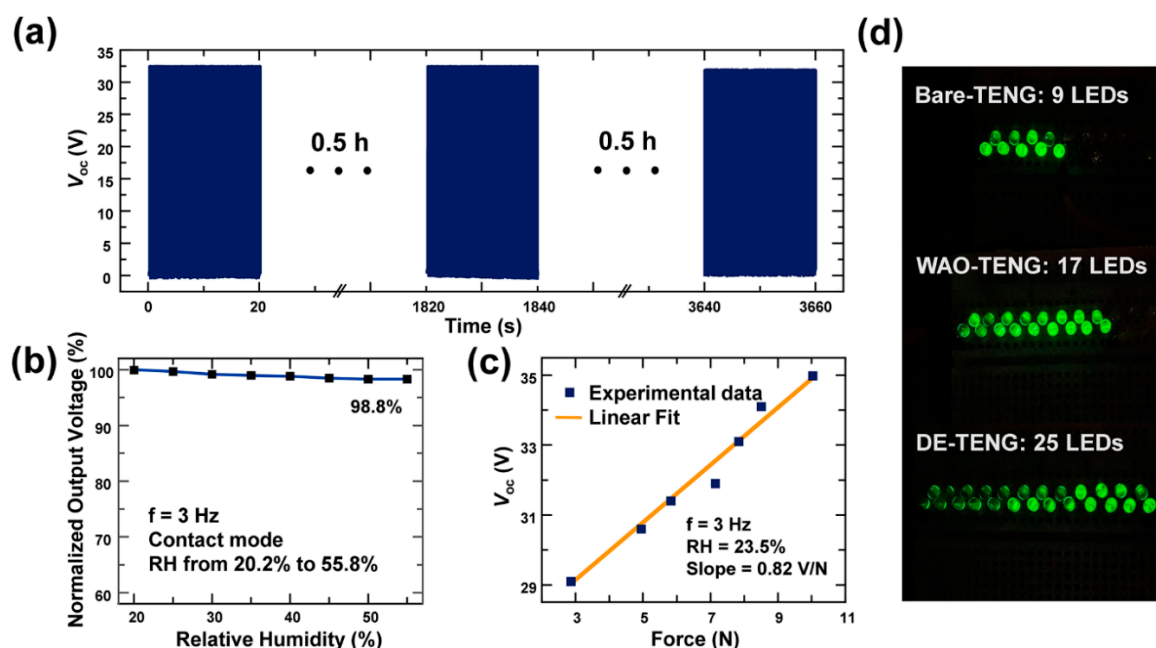 (a)
V_oc (V)
35
30
25
20
15
10
5
0
0.5 h
0.5 h
0
20
1820
1840
3640
3660
Time (s)
(b)
Normalized Output Voltage (%)
100
90
80
70
60
98.8%
f = 3 Hz
Contact mode
RH from 20.2% to 55.8%
20
30
40
50
Relative Humidity (%)
(c)
V_oc (V)
35
33
31
29
Experimental data
Linear Fit
f = 3 Hz
RH = 23.5%
Slope = 0.82 V/N
3
5
7
9
11
Force (N)
(d)
Bare-TENG: 9 LEDs
WAO-TENG: 17 LEDs
DE-TENG: 25 LEDs